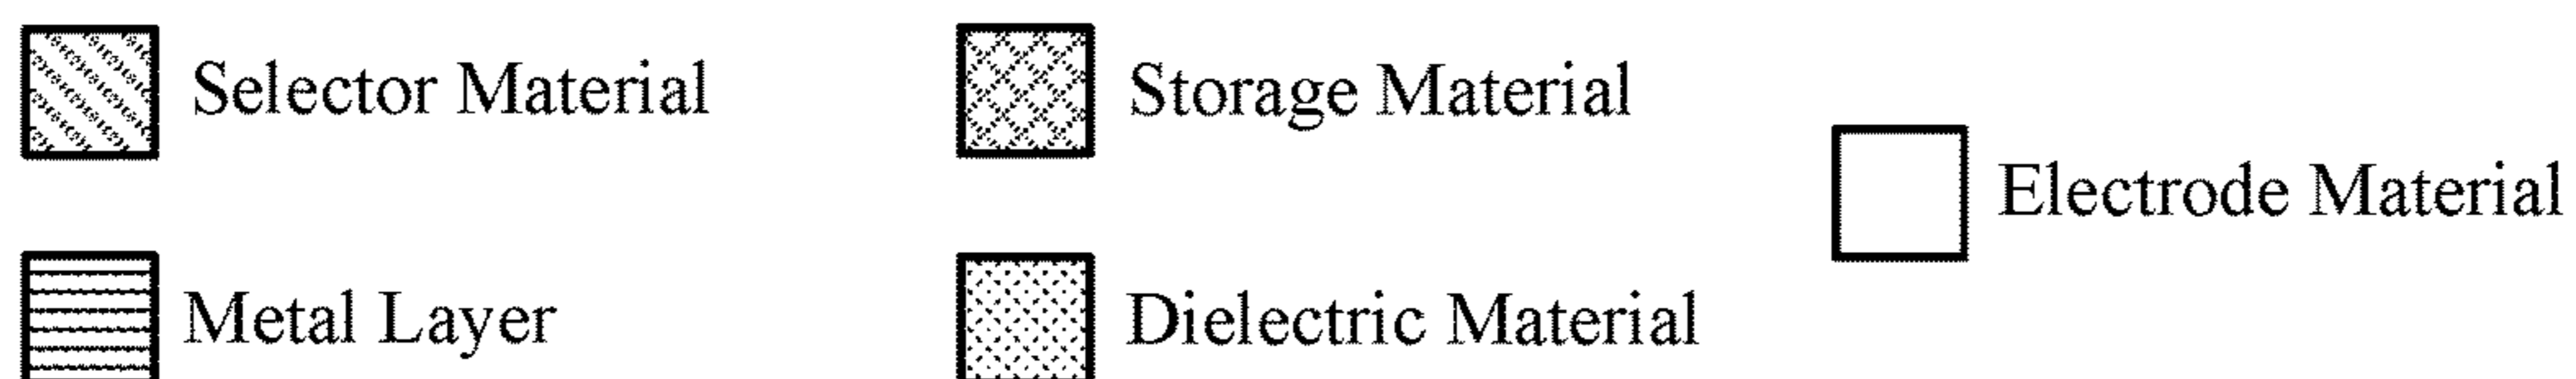 Selector Material
Storage Material
Electrode Material
Metal Layer
Dielectric Material